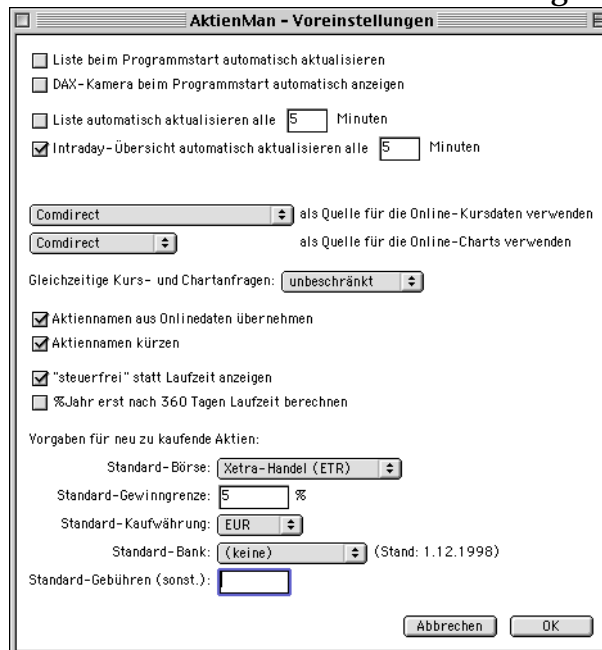 AktienMan - Voreinstellungen
Liste beim Programmstart automatisch aktualisieren
DAX-Kamera beim Programmstart automatisch anzeigen
Liste automatisch aktualisieren alle 5 Minuten
Intraday-Übersicht automatisch aktualisieren alle 5 Minuten
Comdirect als Quelle für die Online-Kursdaten verwenden
Comdirect als Quelle für die Online-Charts verwenden
Gleichzeitige Kurs- und Chartanfragen: unbeschränkt
Aktiennamen aus Onlinedaten übernehmen
Aktiennamen kürzen
"steuerfrei" statt Laufzeit anzeigen
%Jahr erst nach 360 Tagen Laufzeit berechnen
Vorgaben für neu zu kaufende Aktien:
Standard-Börse: Xetra-Handel (ETR)
Standard-Gewinngrenze: 5 %
Standard-Kaufwährung: EUR
Standard-Bank: (keine) (Stand: 1.12.1998)
Standard-Gebühren (sonst.):
Abbrechen OK